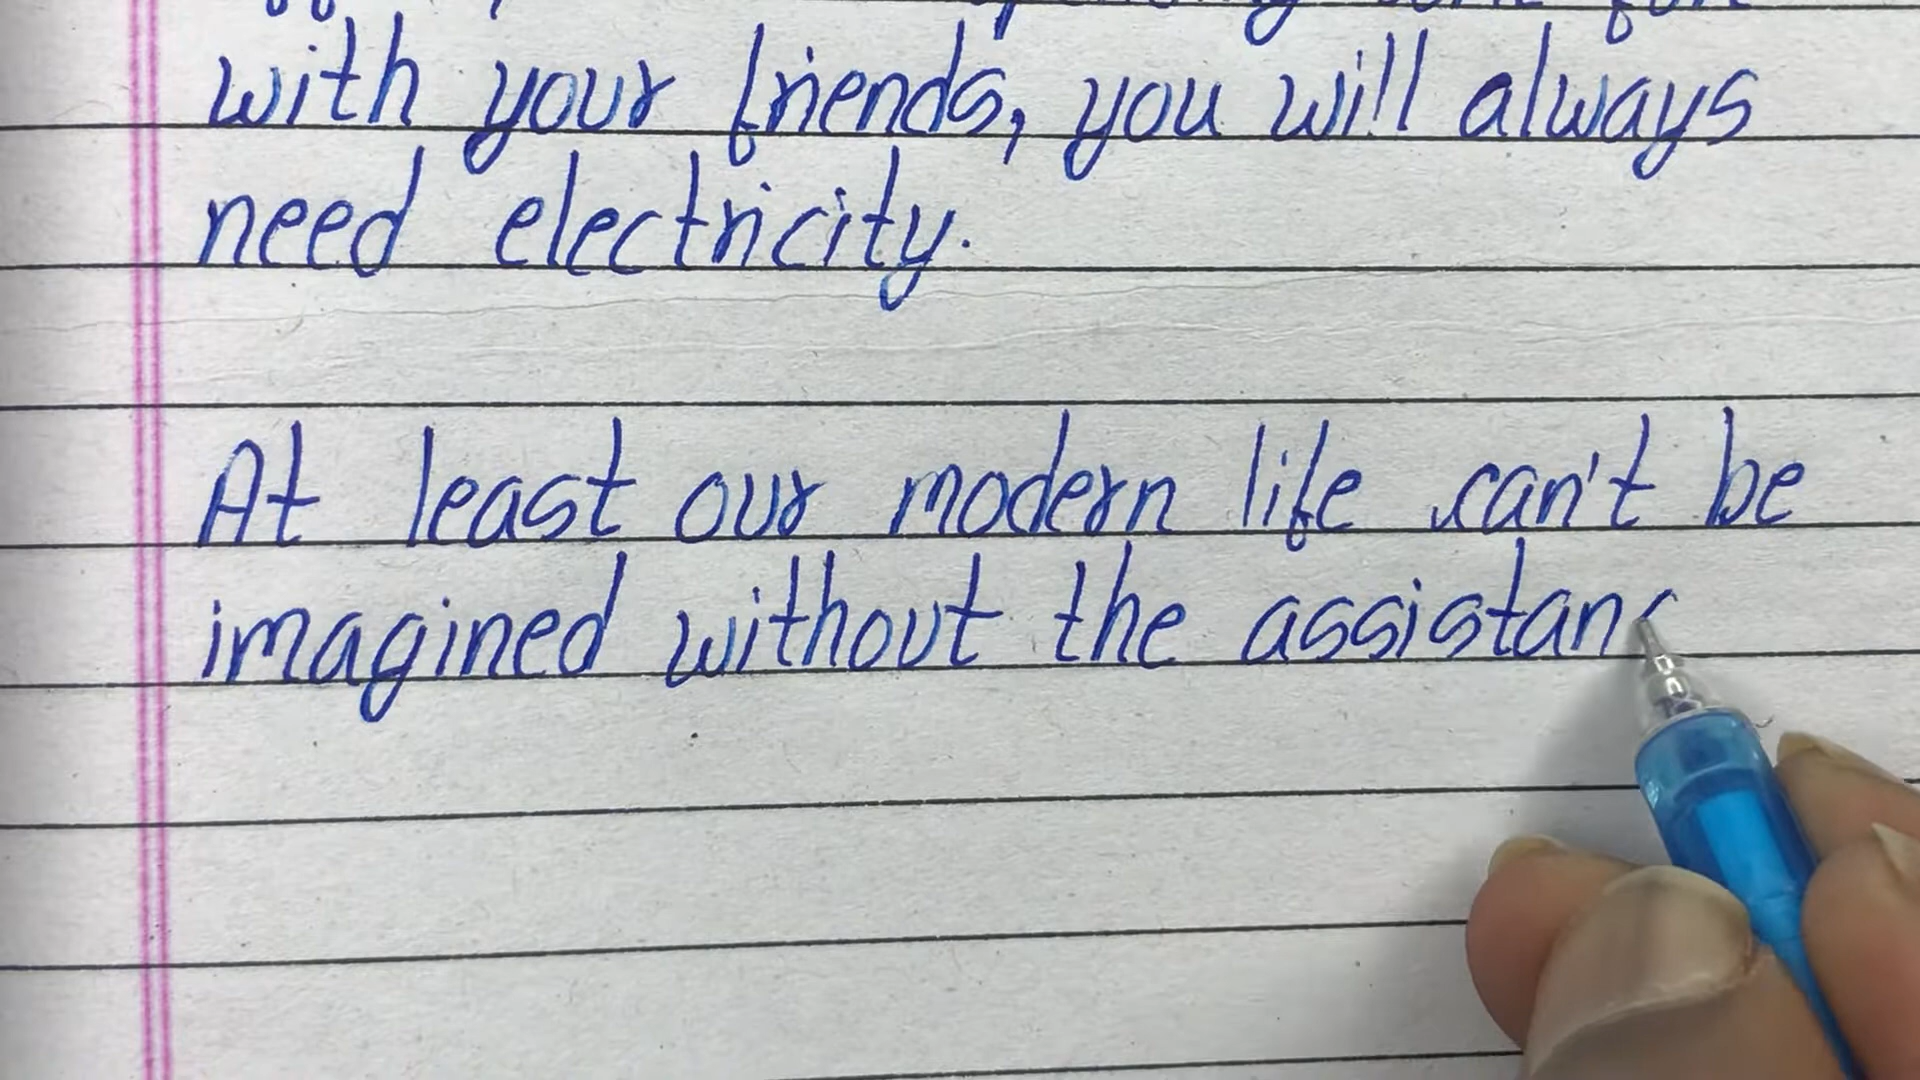 with your friends, you will always
need electricity.
At least our modern life can't be
imagined without the assistanc